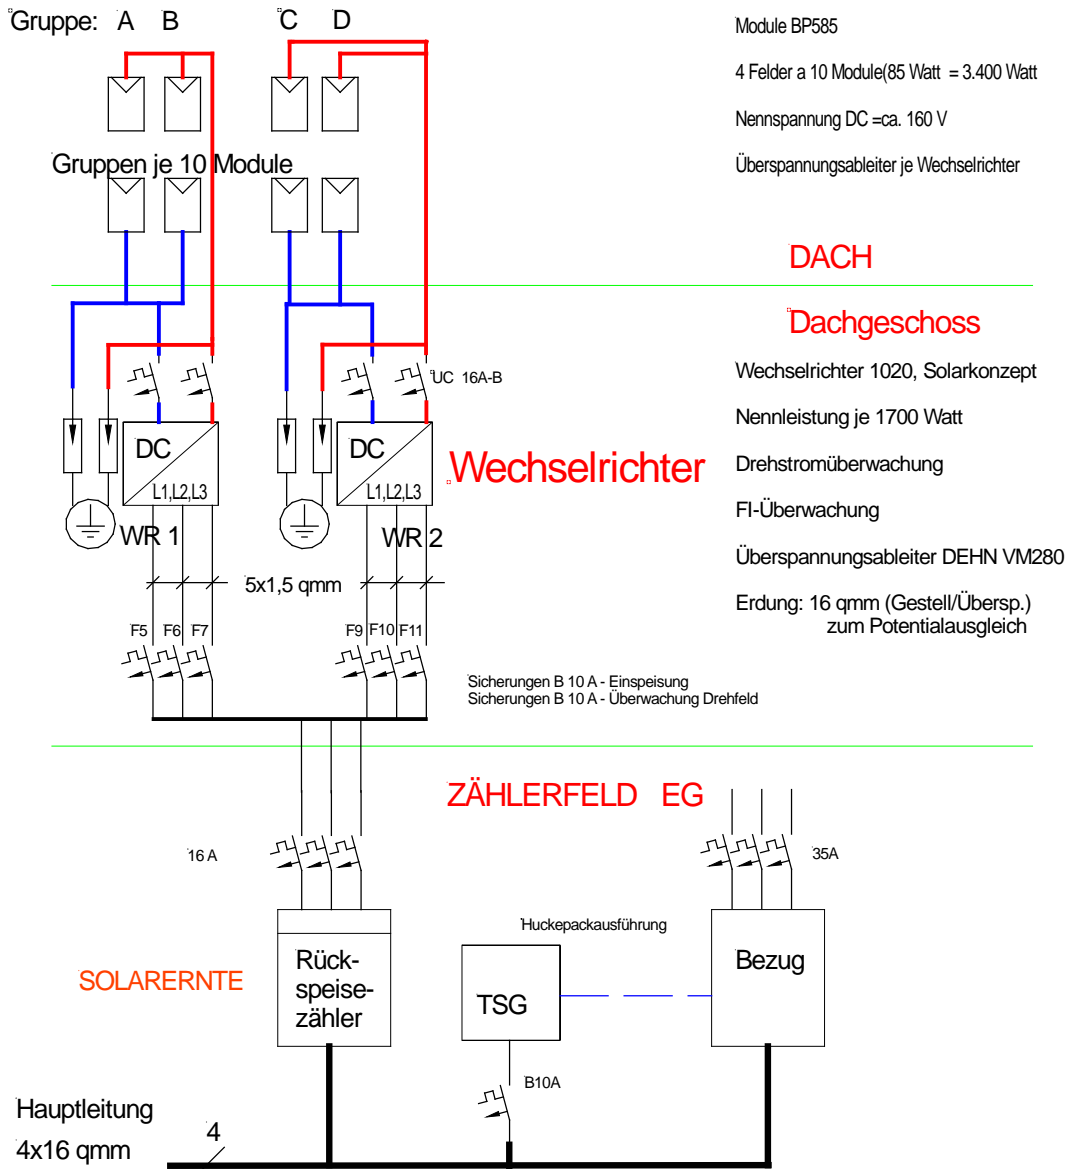 Gruppe: A B C D
Module BP585
4 Felder a 10 Module(85 Watt = 3.400 Watt
Nennspannung DC =ca. 160 V
Überspannungsableiter je Wechselrichter
Gruppen je 10 Module
DACH
Dachgeschoss
Wechselrichter 1020, Solarkonzept
Nennleistung je 1700 Watt
Drehstromüberwachung
FI-Überwachung
Überspannungsableiter DEHN VM280
Erdung: 16 qmm (Gestell/Übersp.)
zum Potentialausgleich
UC 16A-B
DC
L1,L2,L3
WR 1
DC
L1,L2,L3
WR 2
Wechselrichter
5x1,5 qmm
F5 F6 F7
F9 F10 F11
Sicherungen B 10 A - Einspeisung
Sicherungen B 10 A - Überwachung Drehfeld
ZÄHLERFELD EG
16 A
35A
Huckepackausführung
SOLARERNTE
Rück-
speise-
zähler
TSG
Bezug
B10A
Hauptleitung
4x16 qmm
4